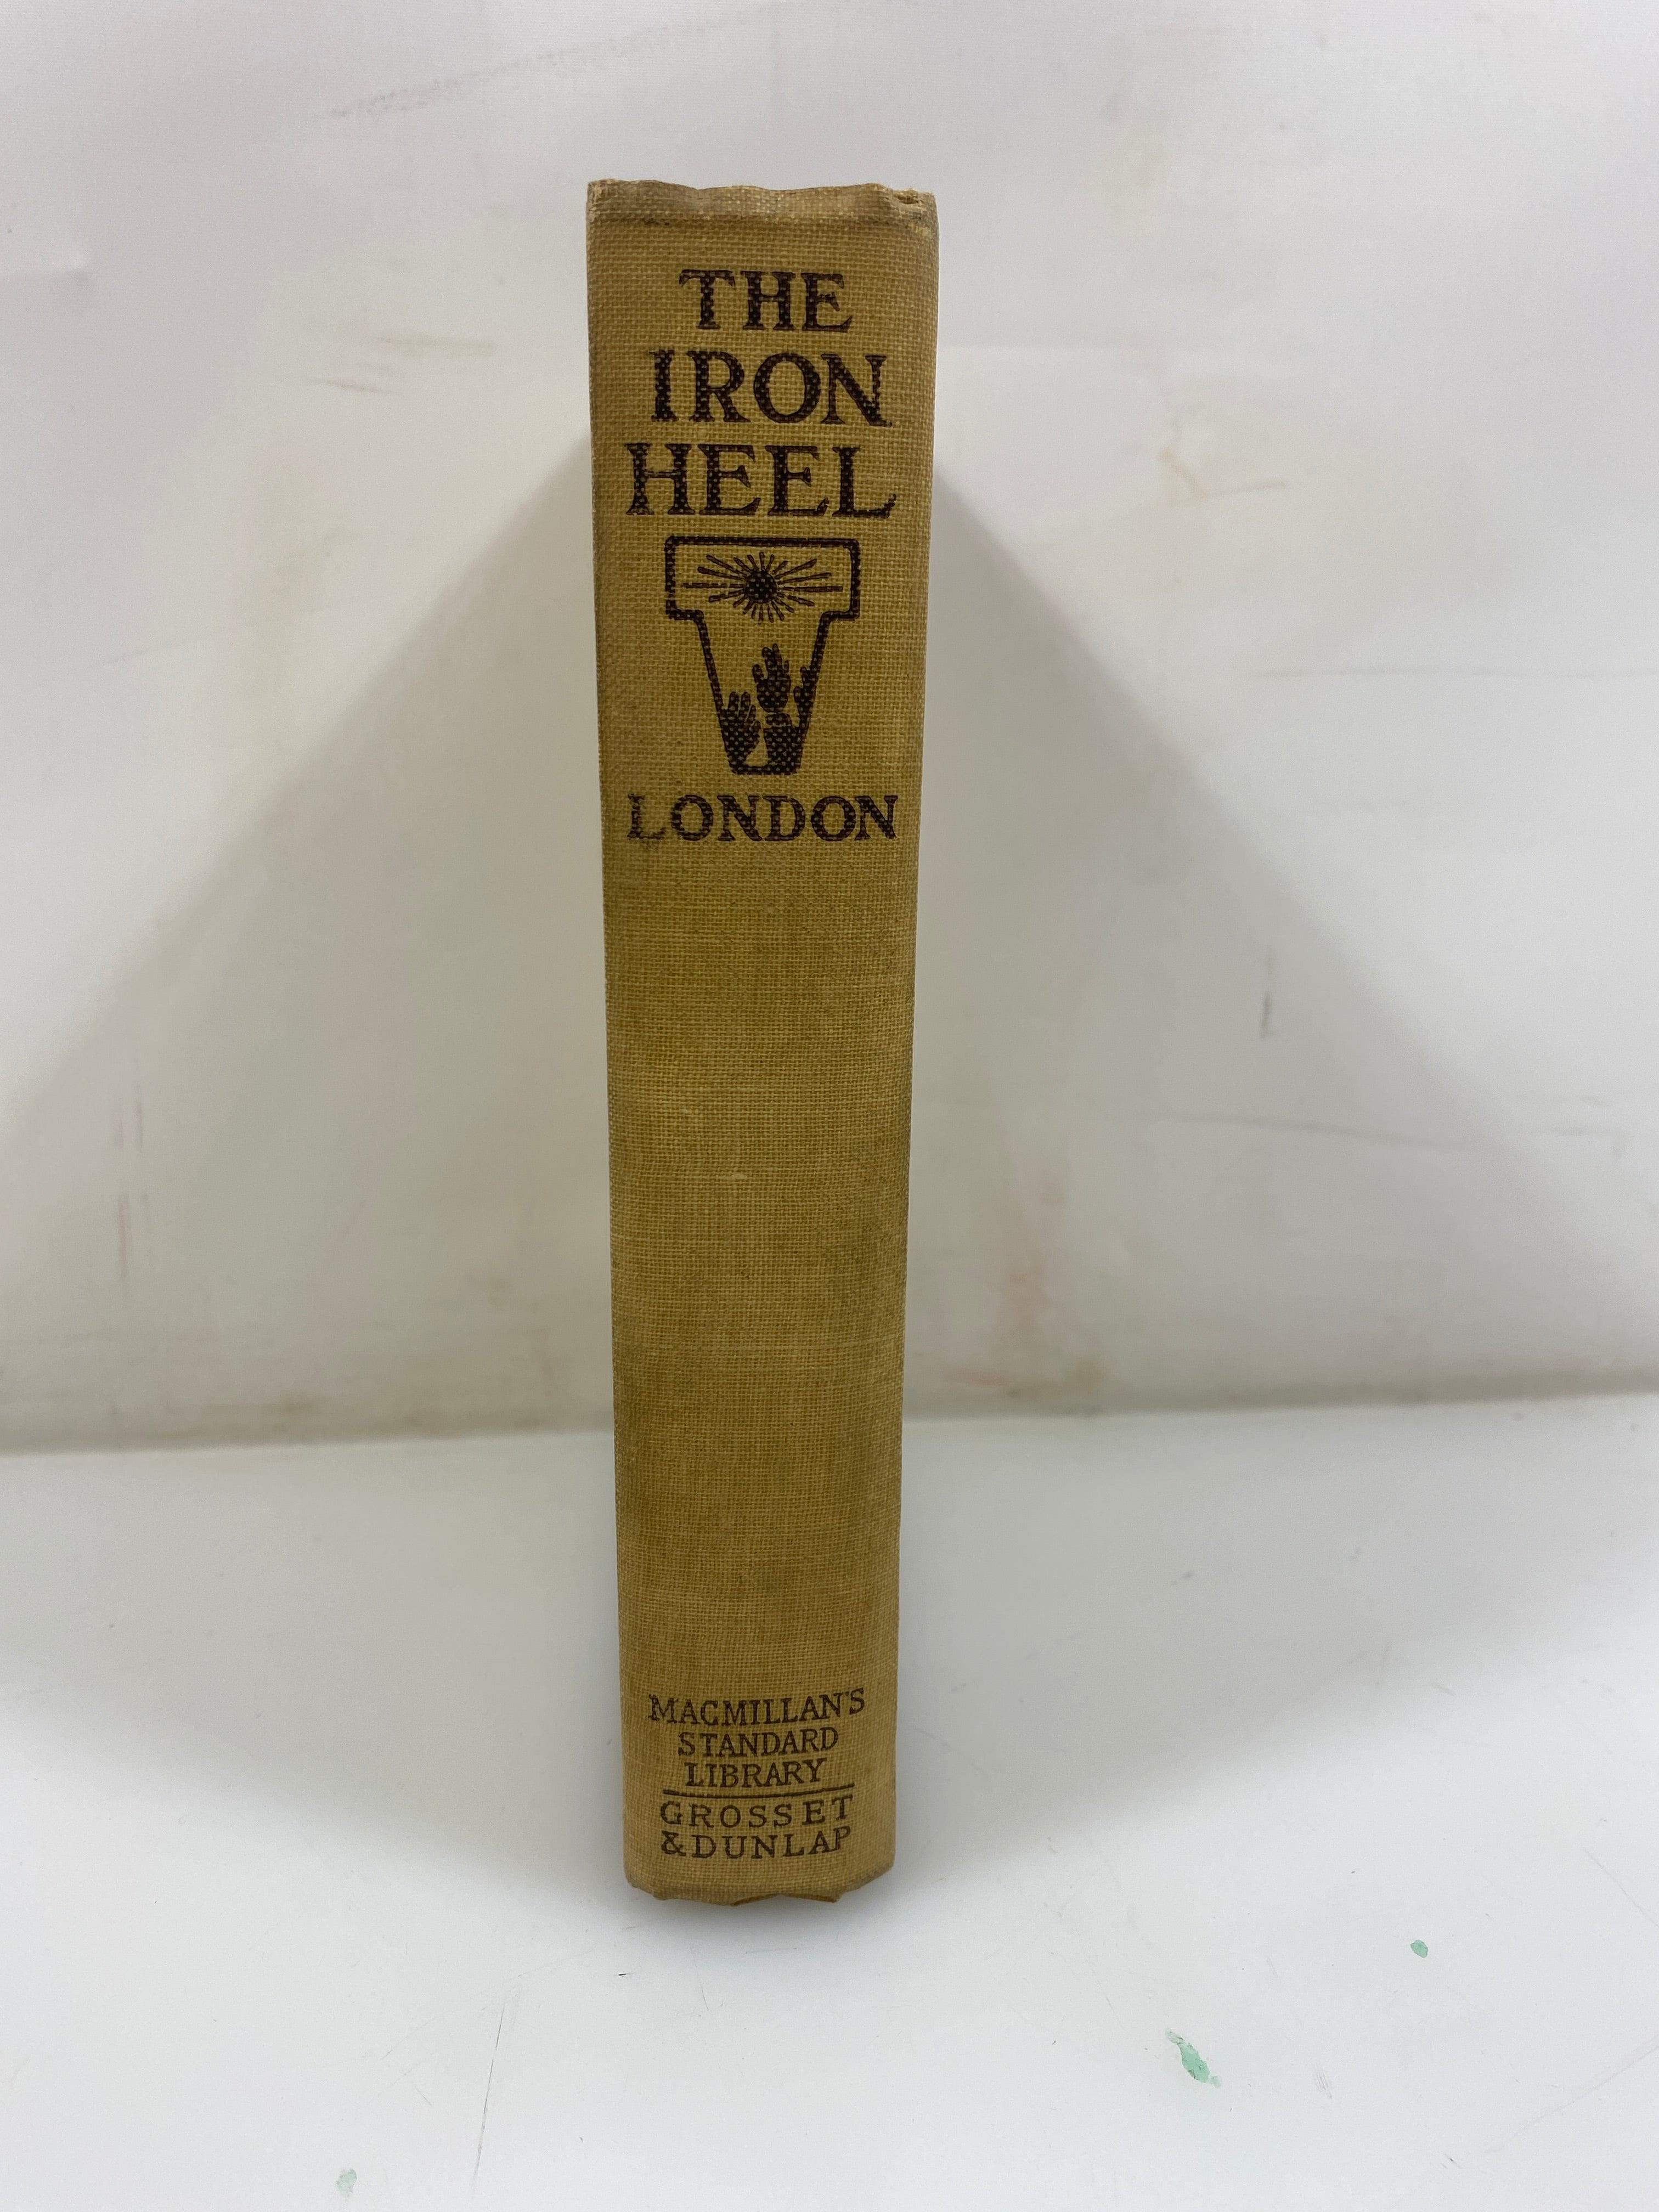 THE
IRON
HEEL
LONDON
MACMILLAN'S
STANDARD
LIBRARY
GROSSET
& DUNLAP